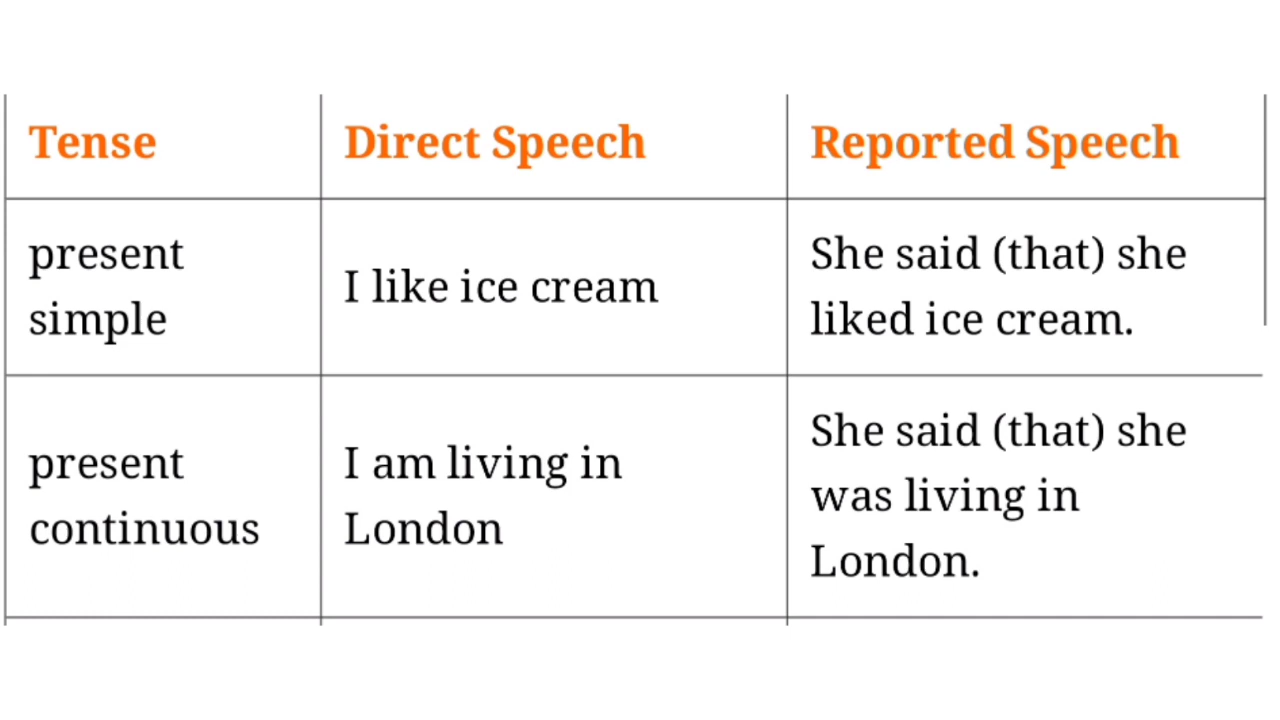 Tense Direct Speech Reported Speech
present
simple
I like ice cream
She said (that) she
liked ice cream.
present
continuous
I am living in
London
She said (that) she
was living in
London.